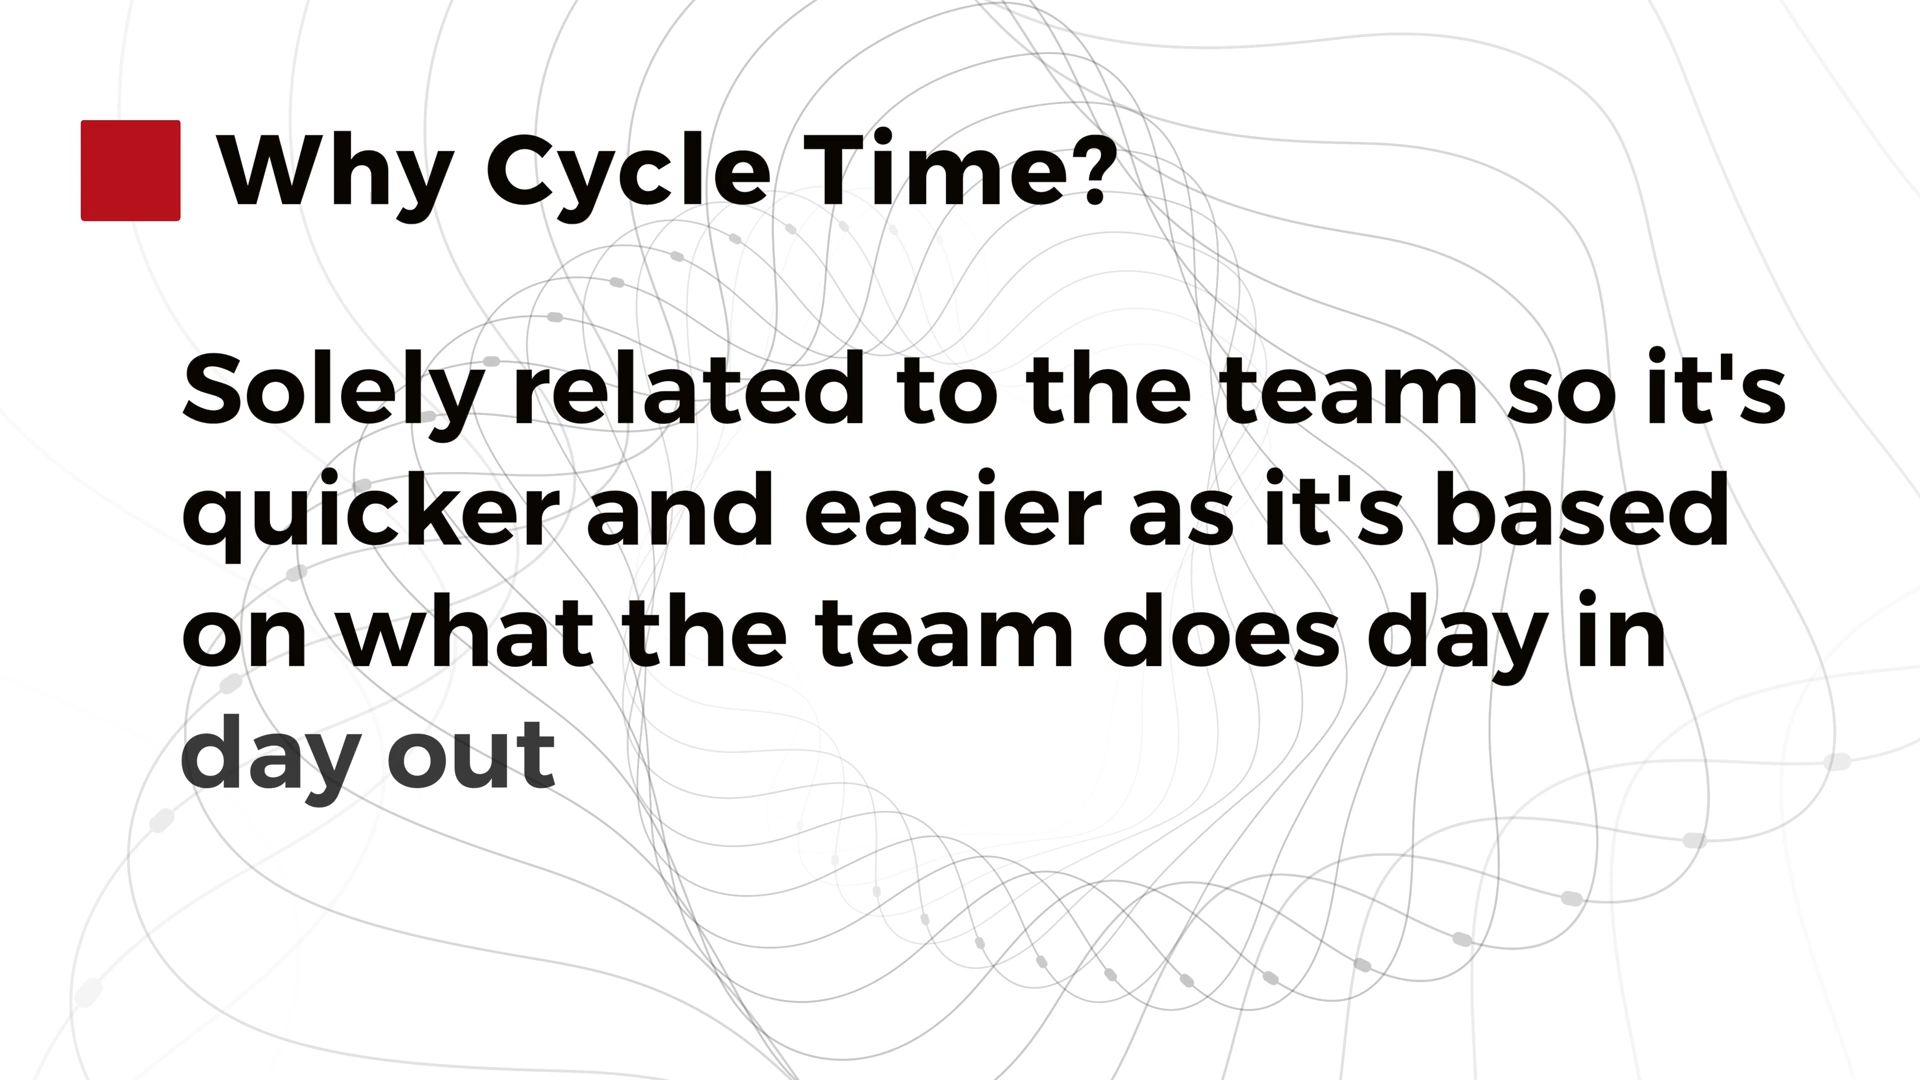 Why Cycle Time?
Solely related to the team so it's
quicker and easier as it's based
on what the team does day in
day out